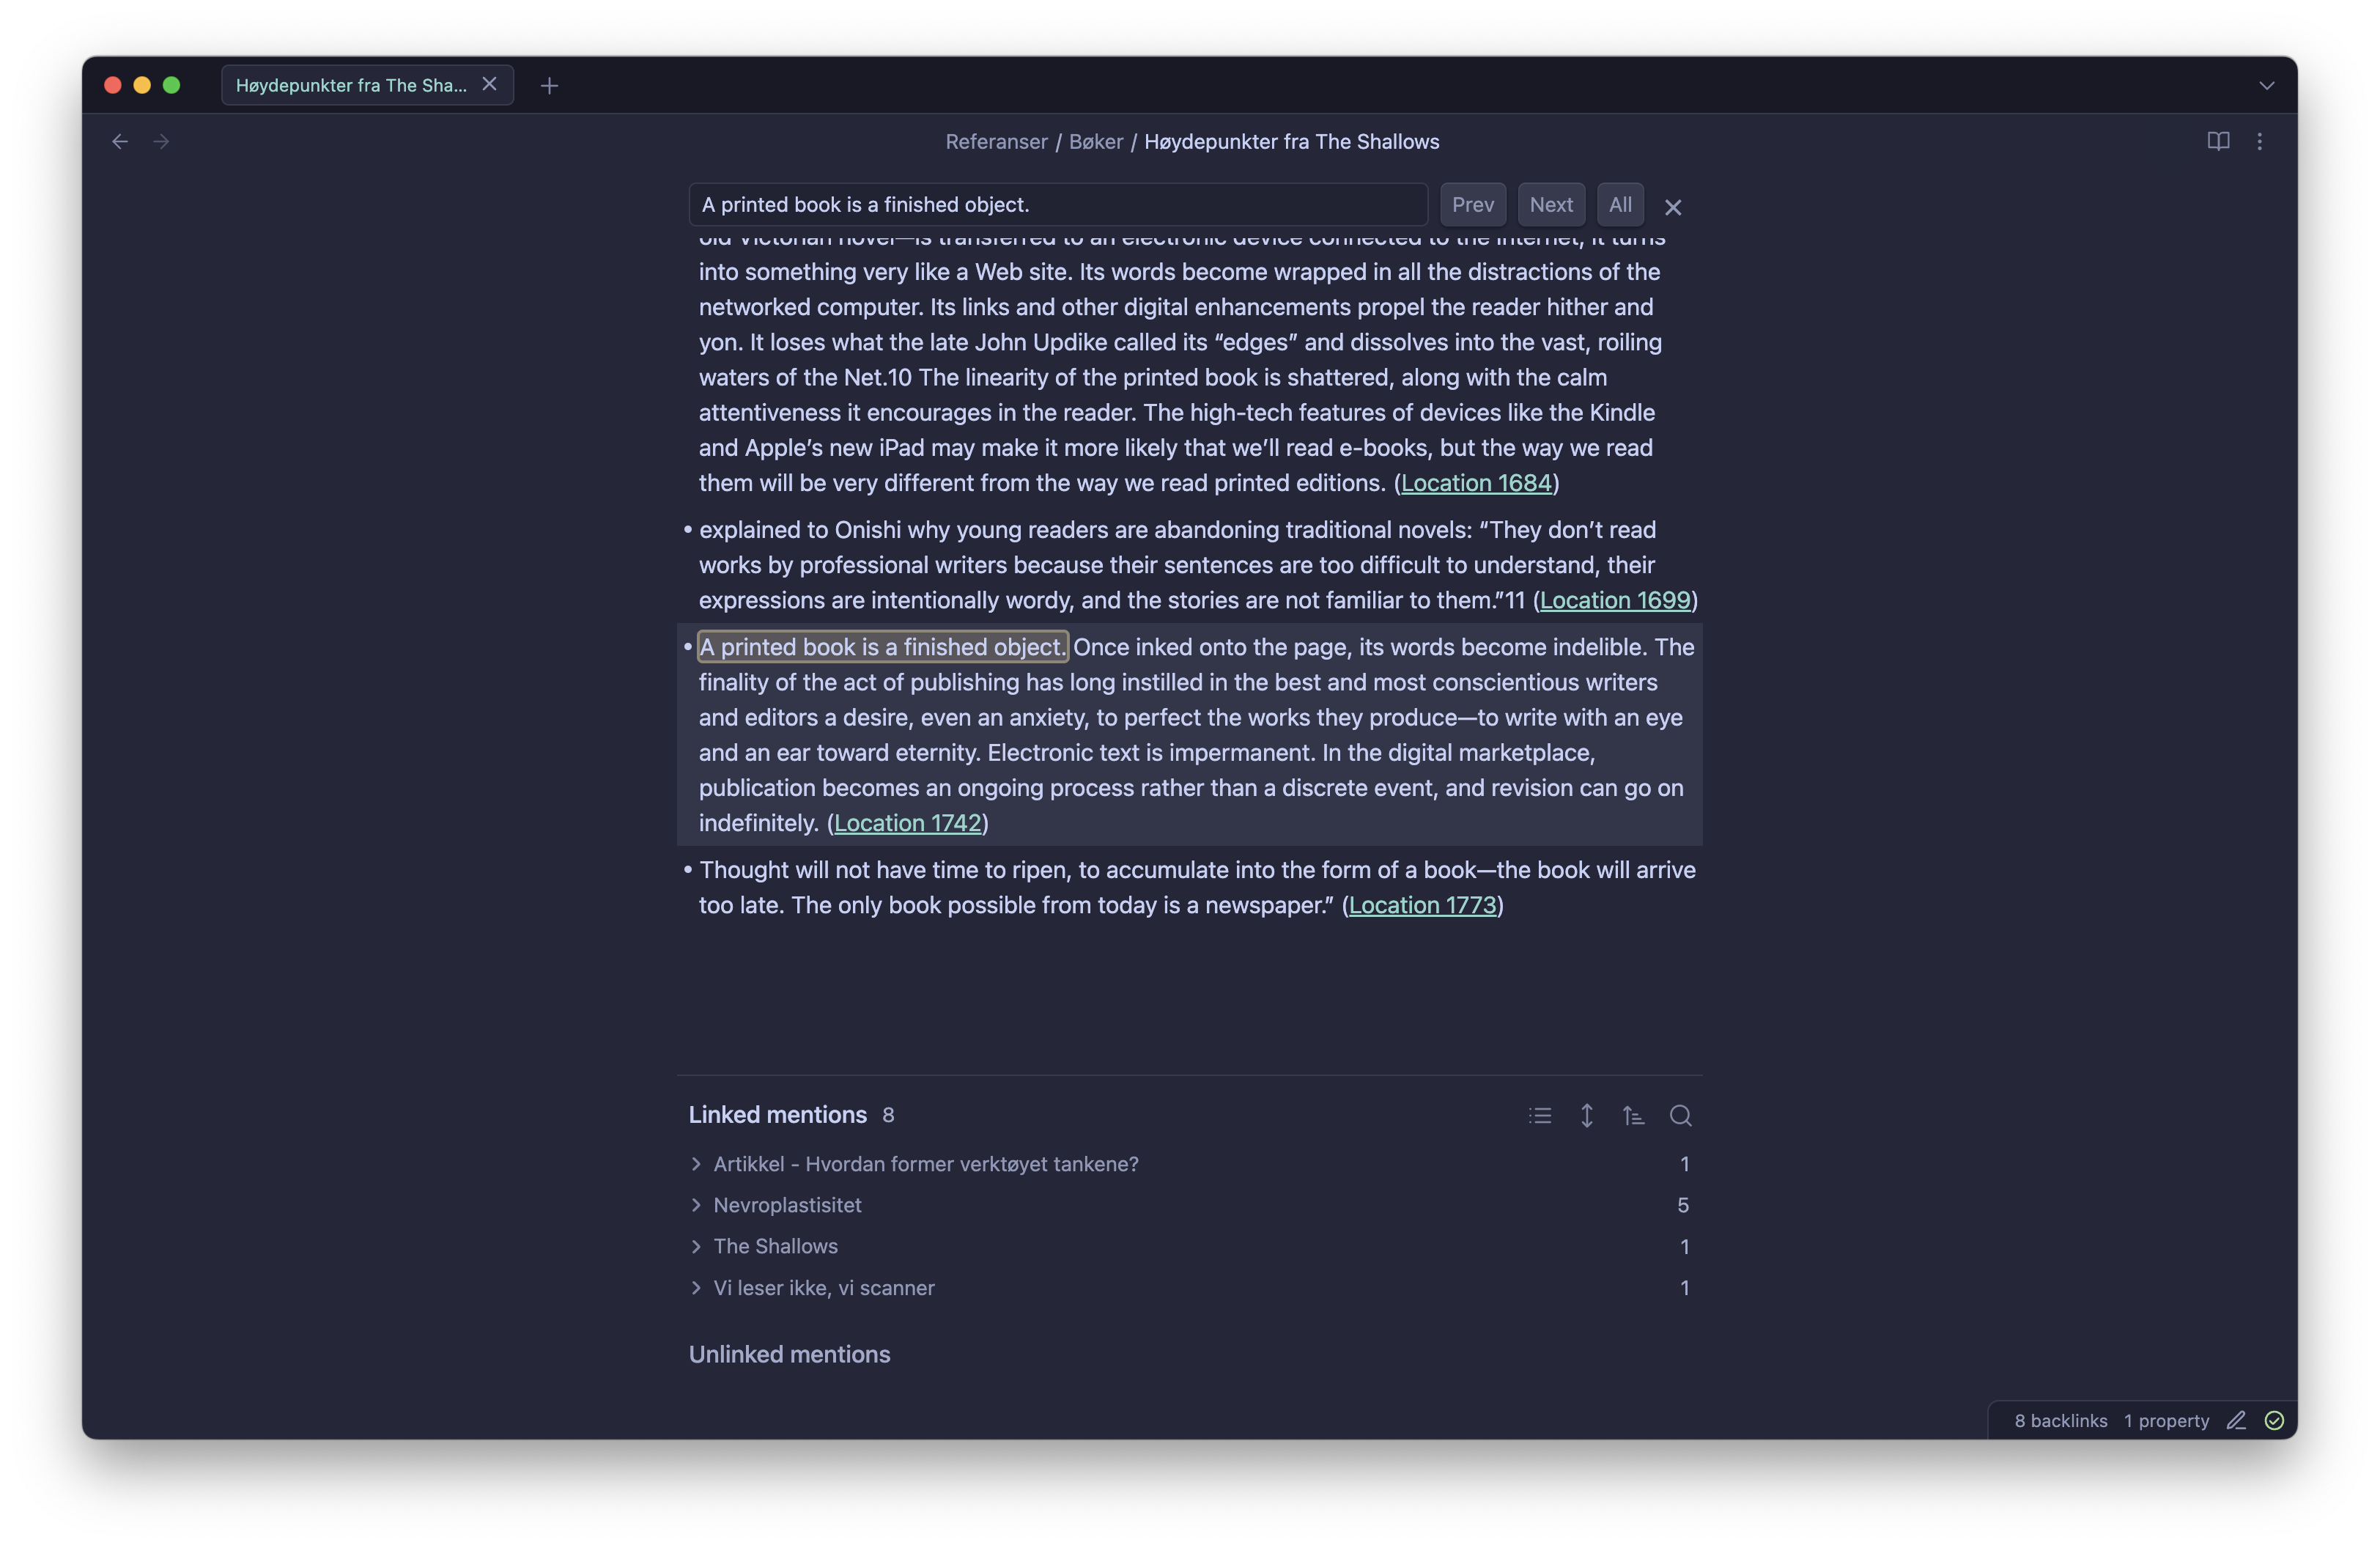 Høydepunkter fra The Sha...
Referanser / Bøker / Høydepunkter fra The Shallows
A printed book is a finished object.
Prev Next All
old Victorian novel—is transferred to an electronic device connected to the Internet, it turns
into something very like a Web site. Its words become wrapped in all the distractions of the
networked computer. Its links and other digital enhancements propel the reader hither and
yon. It loses what the late John Updike called its “edges” and dissolves into the vast, roiling
waters of the Net.10 The linearity of the printed book is shattered, along with the calm
attentiveness it encourages in the reader. The high-tech features of devices like the Kindle
and Apple’s new iPad may make it more likely that we’ll read e-books, but the way we read
them will be very different from the way we read printed editions. (Location 1684)
• explained to Onishi why young readers are abandoning traditional novels: “They don’t read
works by professional writers because their sentences are too difficult to understand, their
expressions are intentionally wordy, and the stories are not familiar to them.”11 (Location 1699)
• A printed book is a finished object. Once inked onto the page, its words become indelible. The
finality of the act of publishing has long instilled in the best and most conscientious writers
and editors a desire, even an anxiety, to perfect the works they produce—to write with an eye
and an ear toward eternity. Electronic text is impermanent. In the digital marketplace,
publication becomes an ongoing process rather than a discrete event, and revision can go on
indefinitely. (Location 1742)
• Thought will not have time to ripen, to accumulate into the form of a book—the book will arrive
too late. The only book possible from today is a newspaper.” (Location 1773)
Linked mentions 8
Artikkel - Hvordan former verktøyet tankene? 1
Nevroplastisitet 5
The Shallows 1
Vi leser ikke, vi scanner 1
Unlinked mentions
8 backlinks 1 property